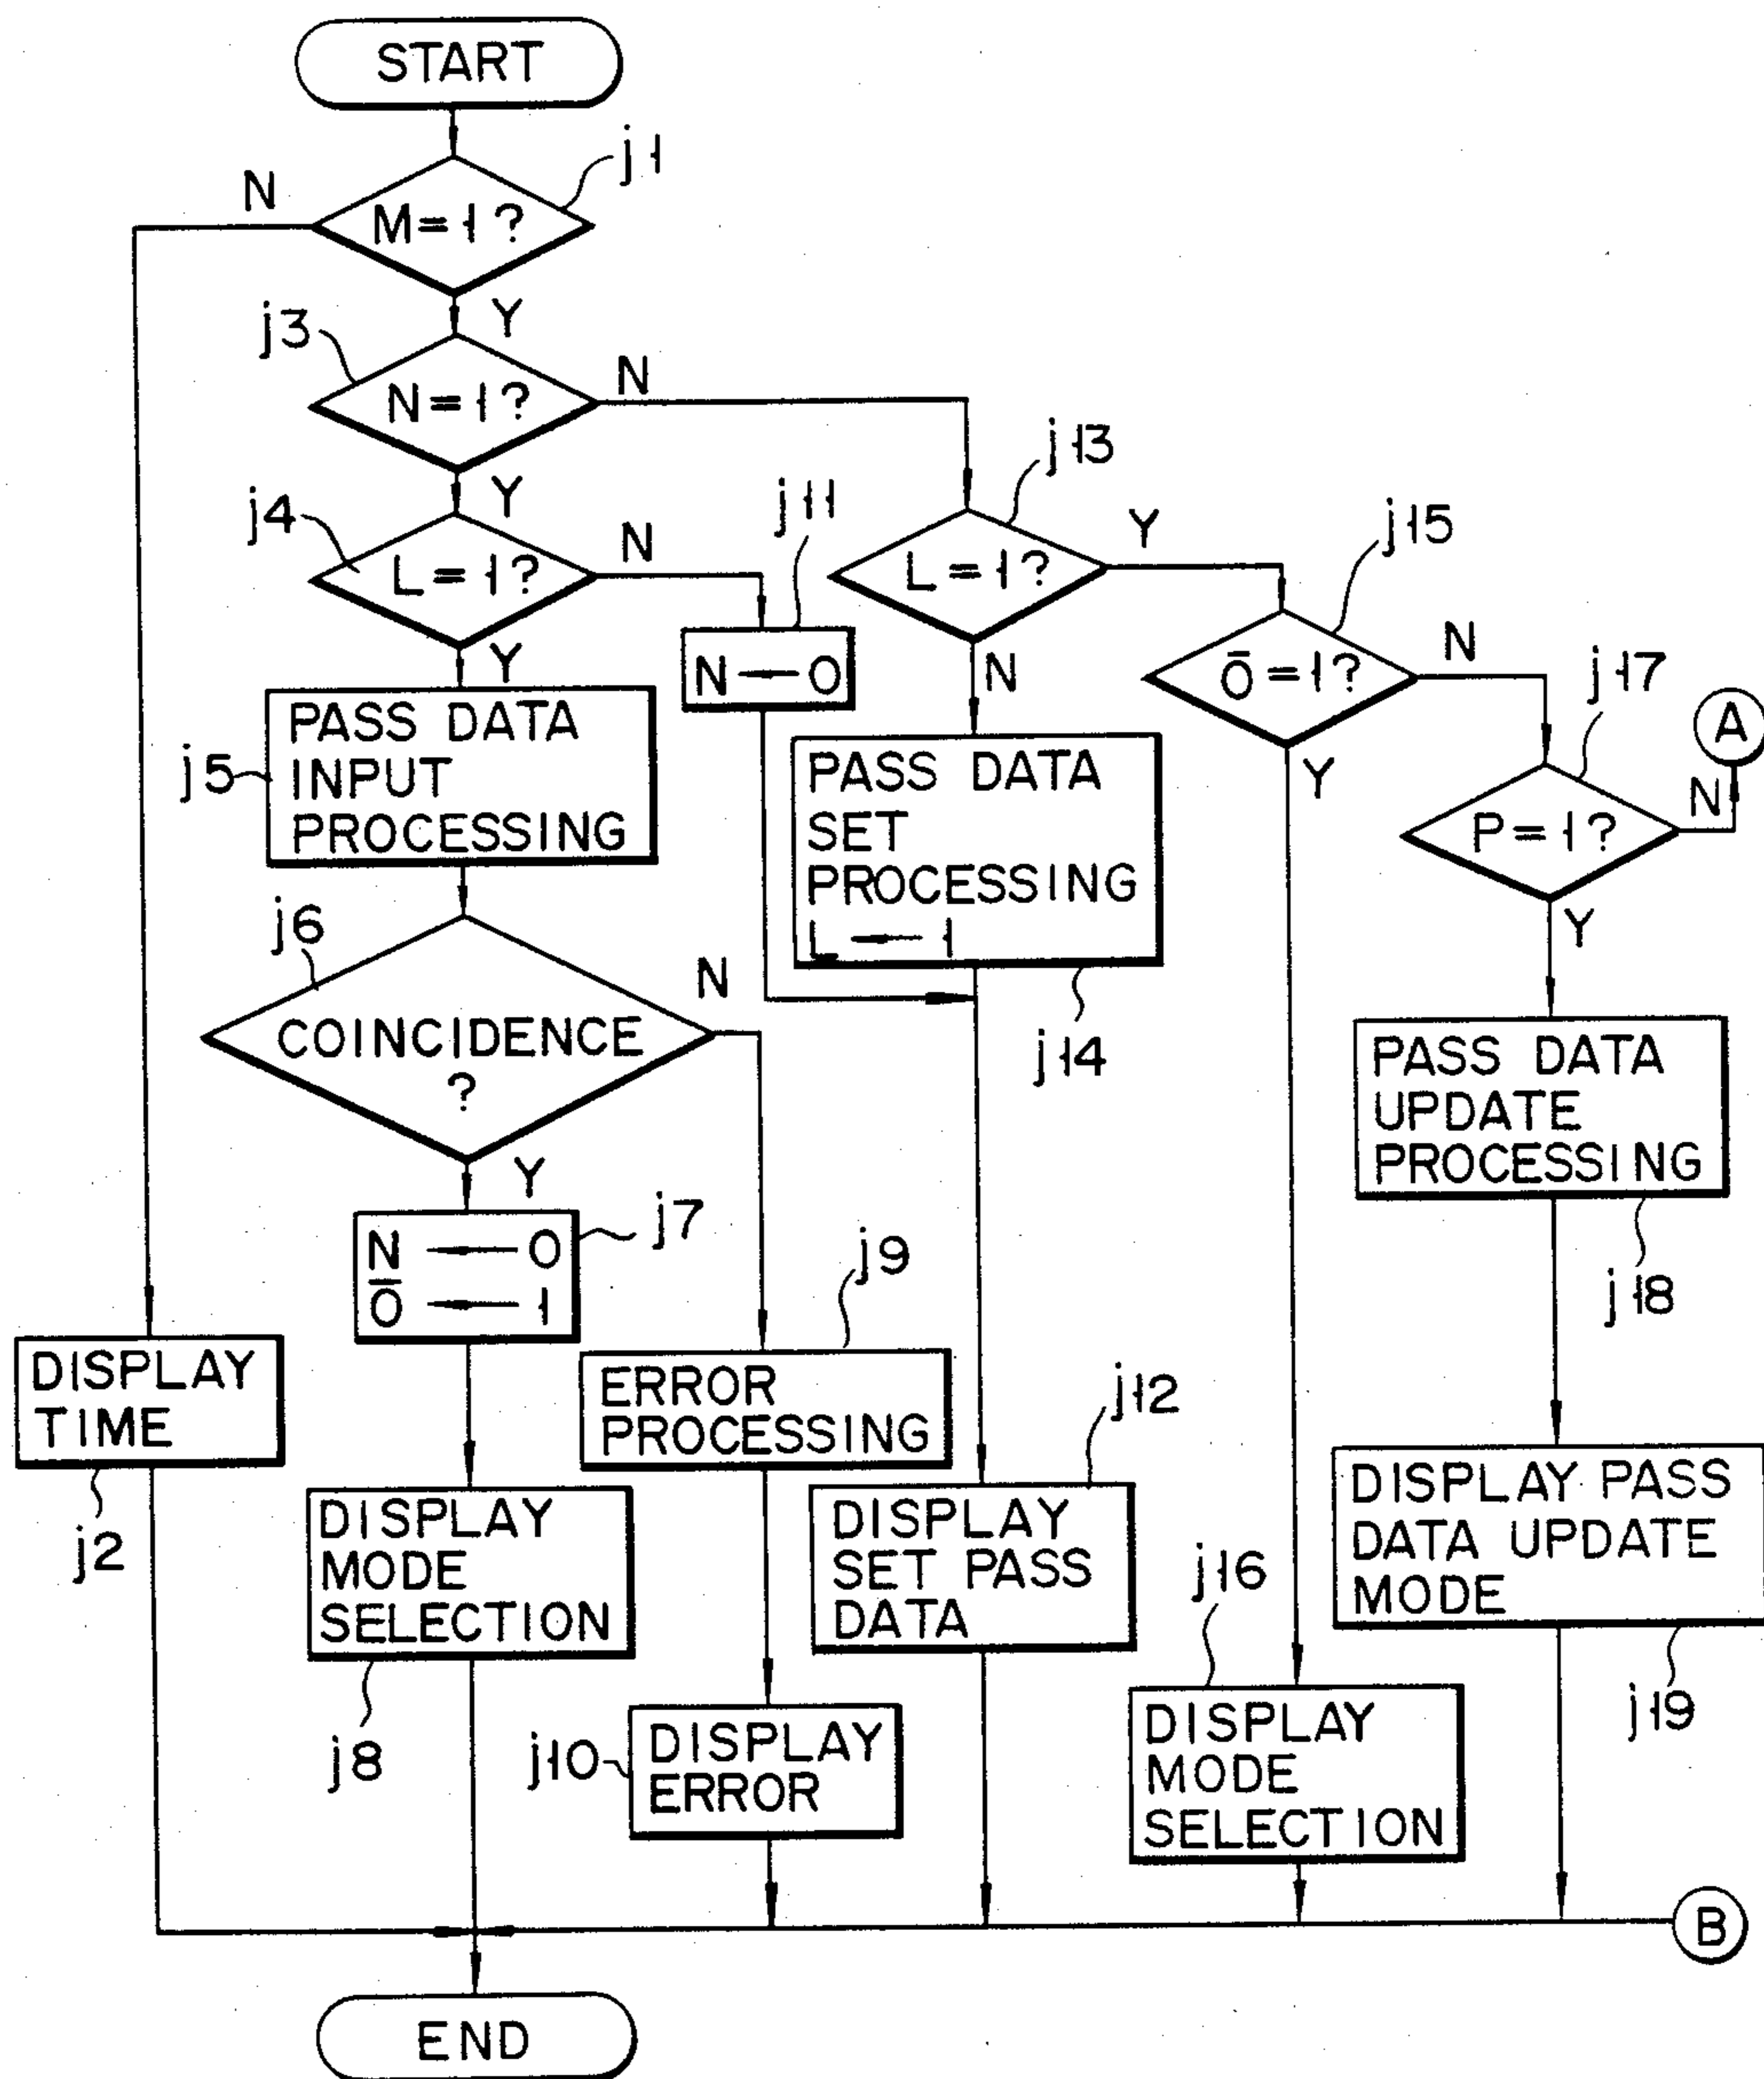 START
j1
N
M=1?
Y
j3
N=1?
N
Y
j4
L=1?
N
j11
N ← 0
j13
L=1?
Y
N
j15
Ō=1?
N
Y
j17
P=1?
N
A
Y
Y
j5
PASS DATA
INPUT
PROCESSING
PASS DATA
SET
PROCESSING
L ← 1
j14
j6
COINCIDENCE
?
N
Y
j7
N ← 0
Ō ← 1
j9
ERROR
PROCESSING
PASS DATA
UPDATE
PROCESSING
j18
DISPLAY
TIME
j2
DISPLAY
MODE
SELECTION
j8
j10
DISPLAY
ERROR
j12
DISPLAY
SET PASS
DATA
j16
DISPLAY
MODE
SELECTION
DISPLAY PASS
DATA UPDATE
MODE
j19
B
END